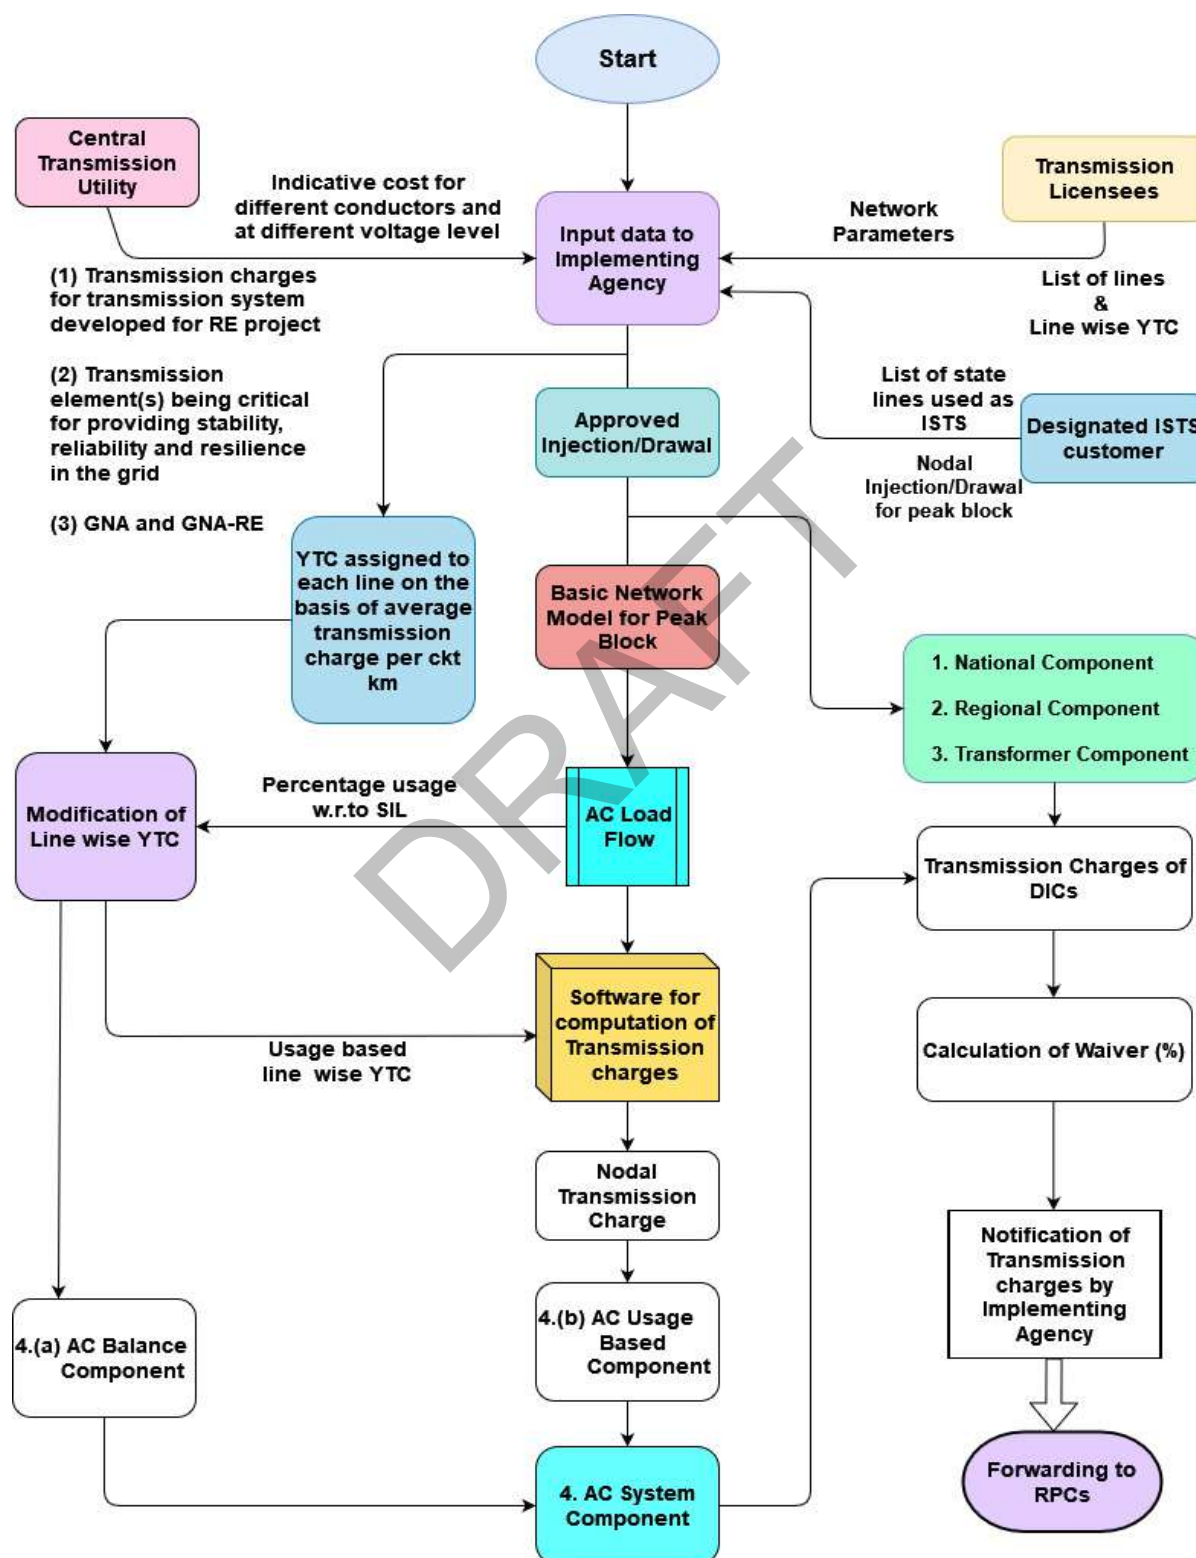 Start
Central
Transmission
Utility
Indicative cost for
different conductors and
at different voltage level
Input data to
Implementing
Agency
Network
Parameters
Transmission
Licensees
List of lines
&
Line wise YTC
(1) Transmission charges
for transmission system
developed for RE project
(2) Transmission
element(s) being critical
for providing stability,
reliability and resilience
in the grid
(3) GNA and GNA-RE
Approved
Injection/Drawal
List of state
lines used as
ISTS
Nodal
Injection/Drawal
for peak block
Designated ISTS
customer
YTC assigned to
each line on the
basis of average
transmission
charge per ckt
km
Basic Network
Model for Peak
Block
1. National Component
2. Regional Component
3. Transformer Component
Modification of
Line wise YTC
Percentage usage
w.r.to SIL
AC Load
Flow
Transmission Charges of
DICs
Software for
computation of
Transmission
charges
Usage based
line wise YTC
Calculation of Waiver (%)
Nodal
Transmission
Charge
Notification of
Transmission
charges by
Implementing
Agency
4.(a) AC Balance
Component
4.(b) AC Usage
Based
Component
4. AC System
Component
Forwarding to
RPCs
DRAFT